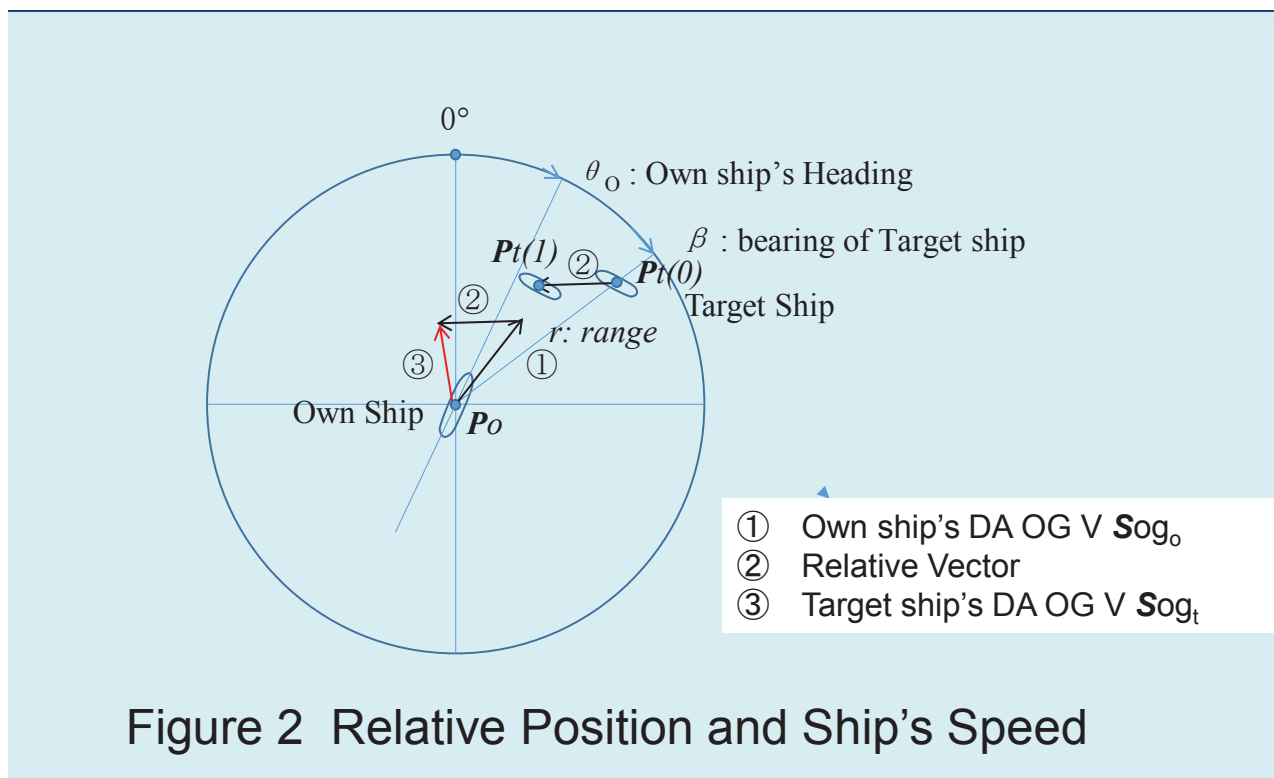 0°
θO : Own ship's Heading
β : bearing of Target ship
Pt(1)
②
Pt(0)
Target Ship
②
r: range
③
①
Own Ship
Po
① Own ship's DA OG V Sogo
② Relative Vector
③ Target ship's DA OG V Sogt
Figure 2 Relative Position and Ship's Speed